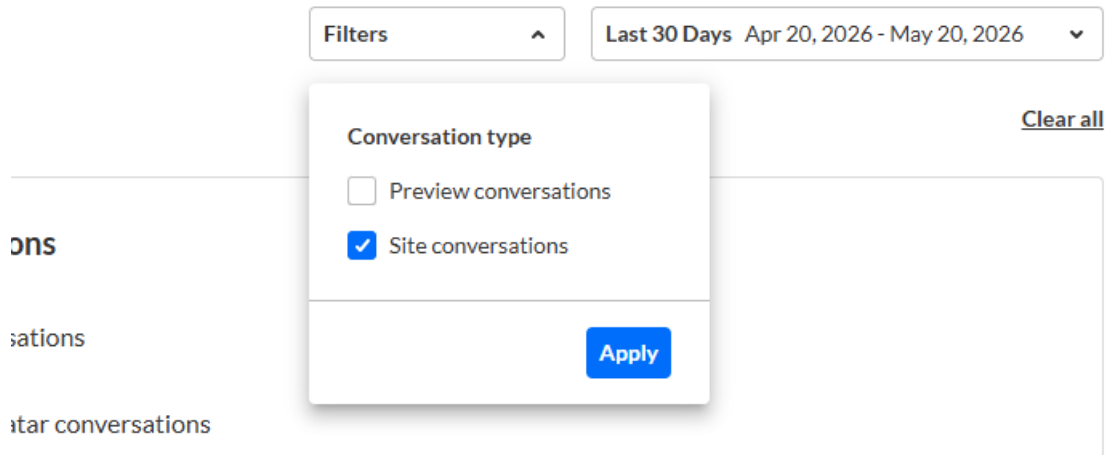 Filters
Last 30 Days Apr 20, 2026 - May 20, 2026
Clear all
Conversation type
Preview conversations
Site conversations
Apply
ons
sations
atar conversations